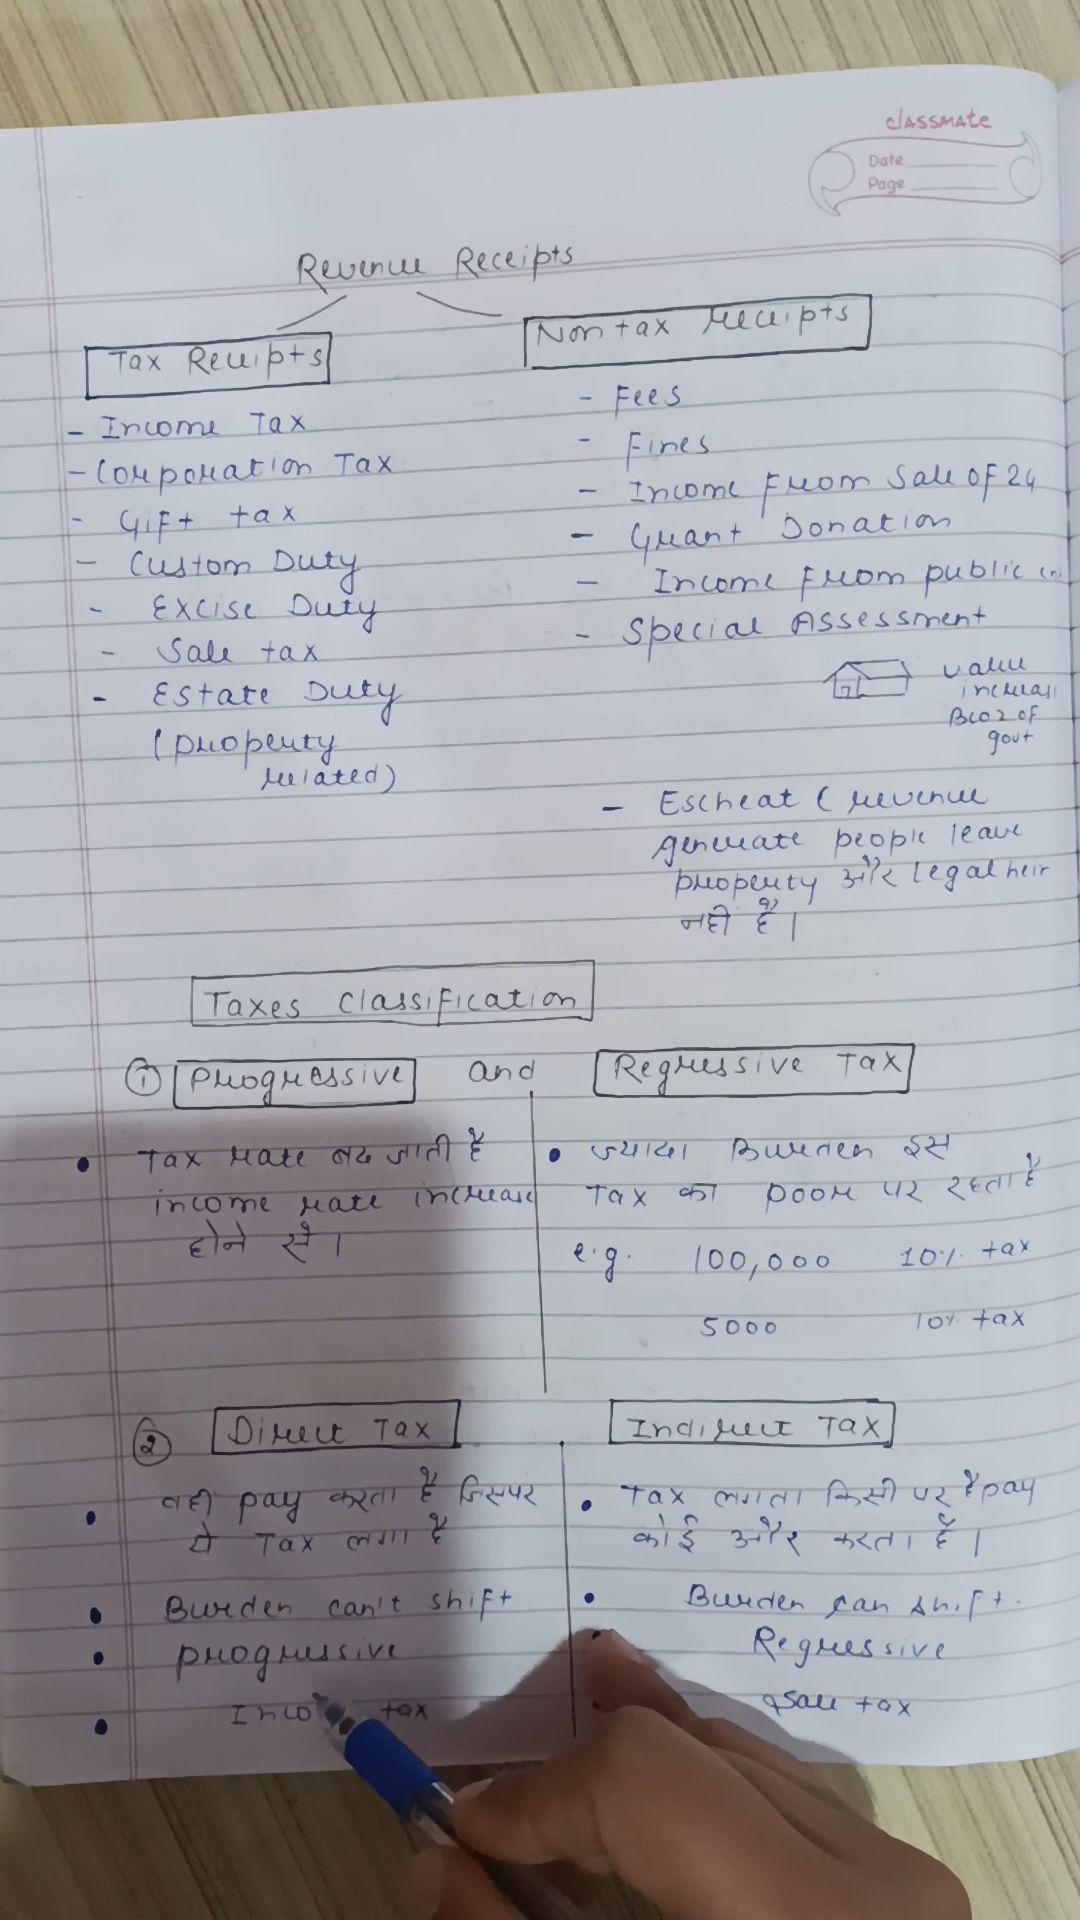 classmate
Date
Page
Revenue Receipts
Tax Receipts
Non tax receipts
- Income Tax
- Corporation Tax
- Gift tax
- Custom Duty
- Excise Duty
- Sale tax
- Estate Duty
(property
related)
- Fees
- Fines
- Income From Sale of 2G
- Grant Donation
- Income From public
- Special Assessment
value
increase
Bcoz of
govt
- Escheat ( revenue
generate people leave
property और legal heir
नही है।
Taxes Classification
① Progressive and Regressive Tax
• Tax rate बढ जाती है
income rate increase
होने से।
• ज्यादा Burden इस
Tax का poor पर रहता है
e.g. 100,000 10% tax
5000 10% tax
② Direct Tax
Indirect Tax
• वही pay करता है जिसपर
ये Tax लगा है
• Burden can't shift
• progressive
• Inco tax
• Tax लगता किसी पर है pay
कोई और करता है।
• Burden can shift.
Regressive
Sale tax